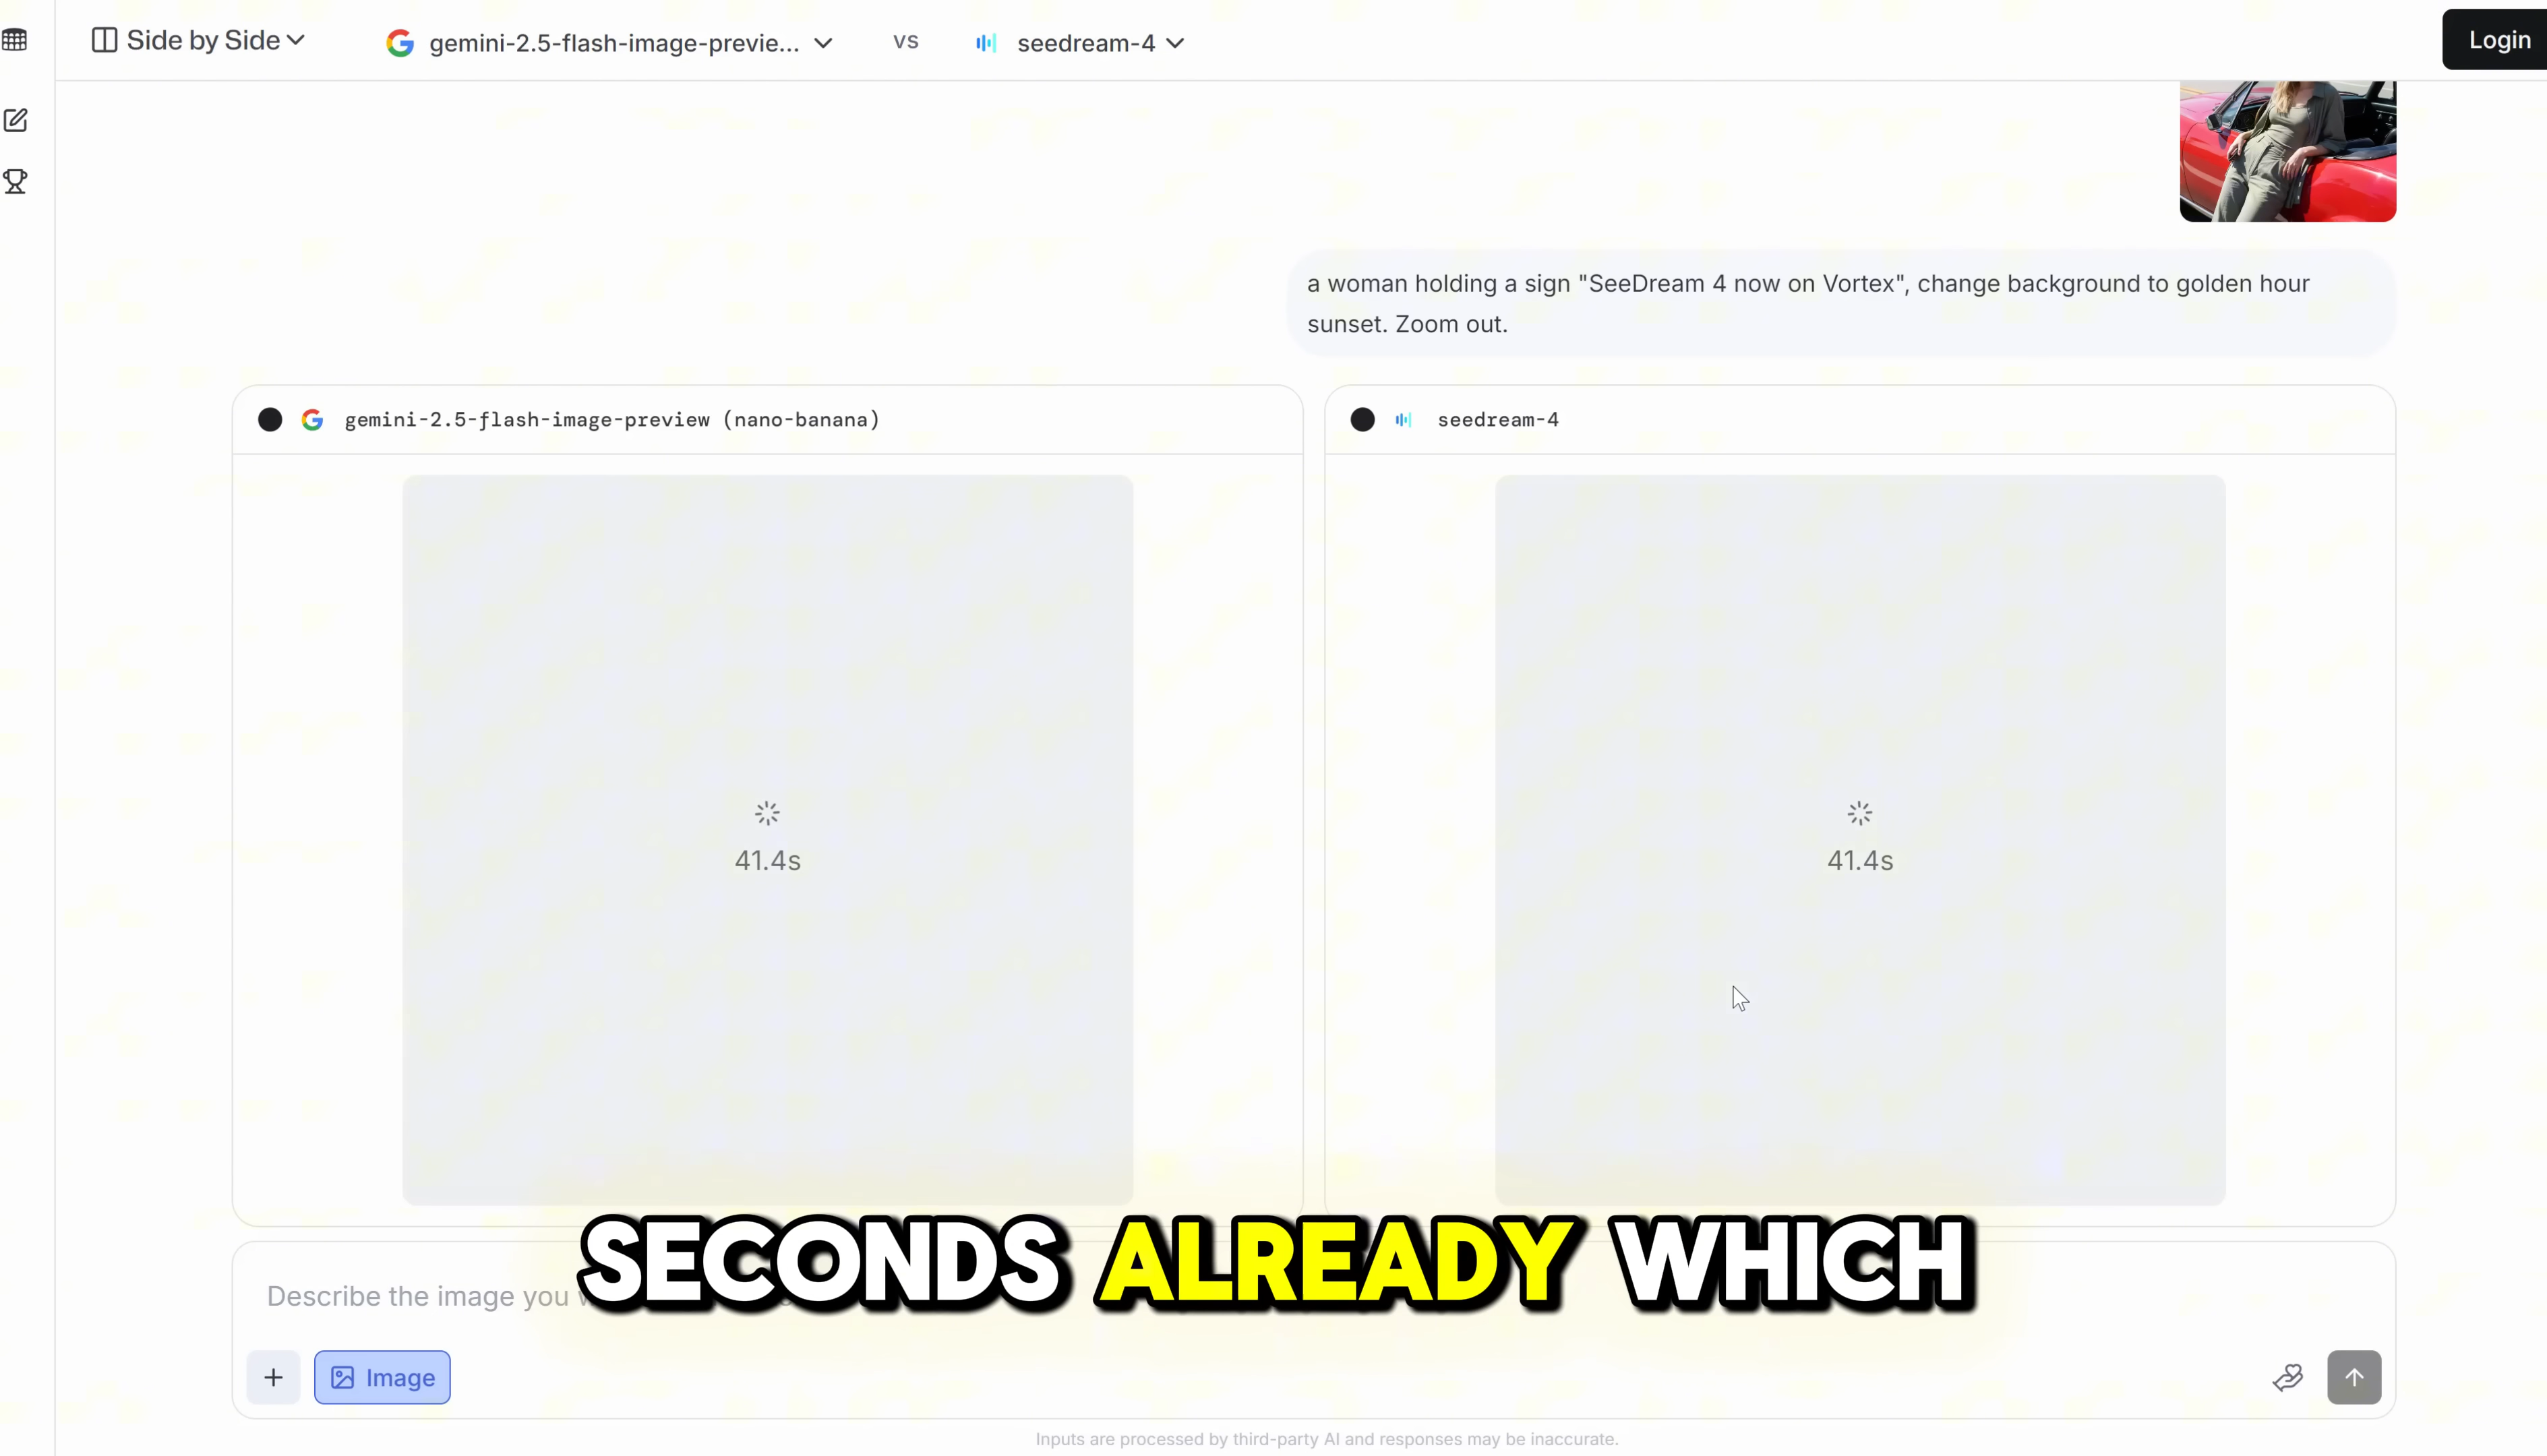 Side by Side
gemini-2.5-flash-image-previe...
VS
seedream-4
Login
a woman holding a sign "SeeDream 4 now on Vortex", change background to golden hour
sunset. Zoom out.
gemini-2.5-flash-image-preview (nano-banana)
seedream-4
41.4s
41.4s
SECONDS ALREADY WHICH
Describe the image you
Image
Inputs are processed by third-party AI and responses may be inaccurate.